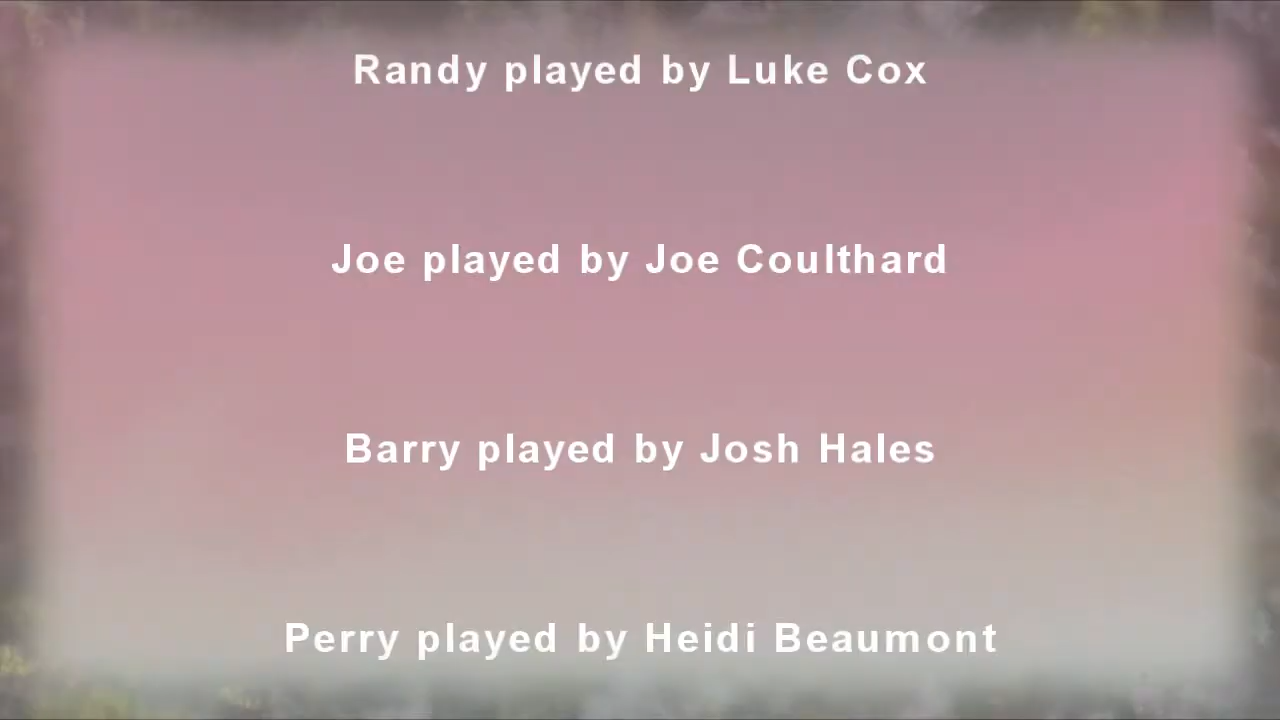 Randy played by Luke Cox
Joe played by Joe Coulthard
Barry played by Josh Hales
Perry played by Heidi Beaumont